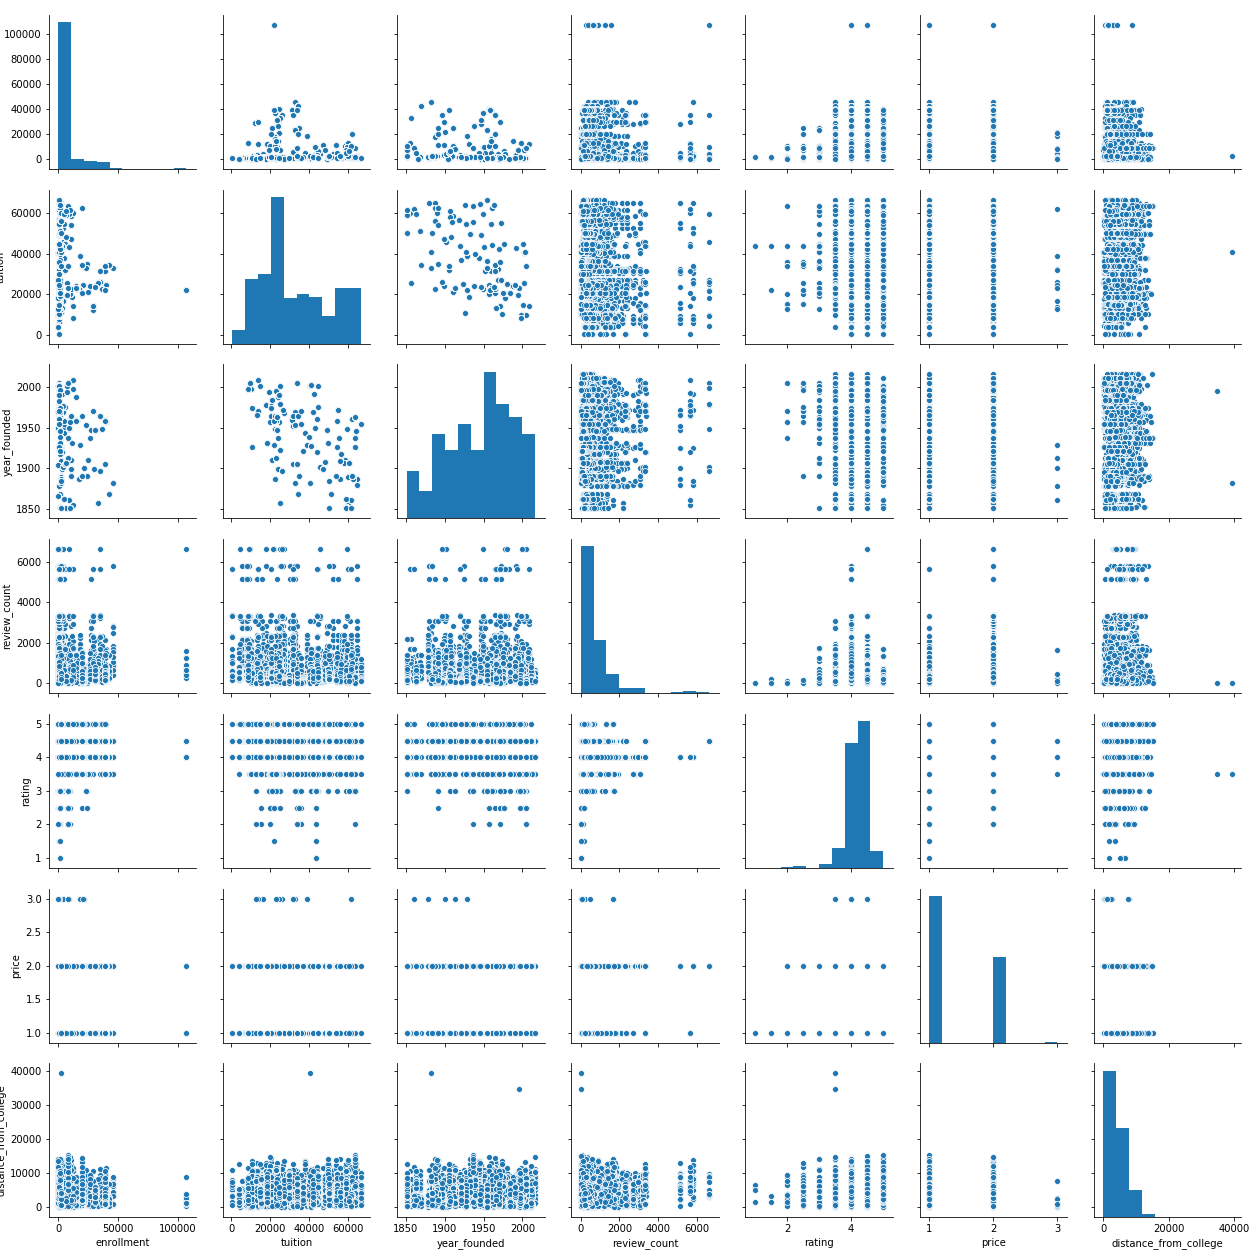 100000
80000
60000
40000
20000
0
60000
40000
20000
0
tuition
2000
1950
1900
1850
year_founded
6000
4000
2000
0
review_count
5
4
3
2
1
rating
3.0
2.5
2.0
1.5
1.0
price
40000
30000
20000
10000
0
distance_from_college
0 50000 100000
0 20000 40000 60000
1850 1900 1950 2000
0 2000 4000 6000
2 4
1 2 3
0 20000 40000
enrollment tuition year_founded review_count rating price distance_from_college